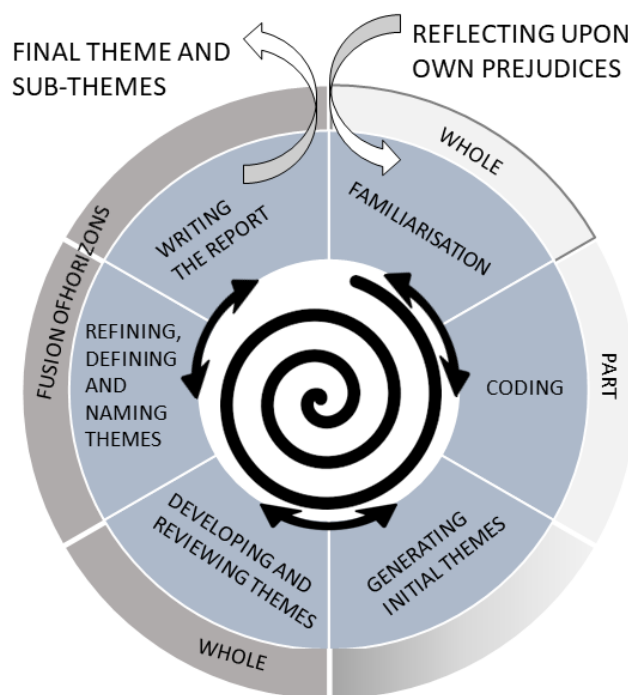 FINAL THEME AND
SUB-THEMES
REFLECTING UPON
OWN PREJUDICES
WHOLE
FAMILIARISATION
PART
CODING
GENERATING
INITIAL THEMES
WHOLE
DEVELOPING AND
REVIEWING THEMES
FUSION OFHORIZONS
REFINING,
DEFINING
AND
NAMING
THEMES
WRITING
THE REPORT